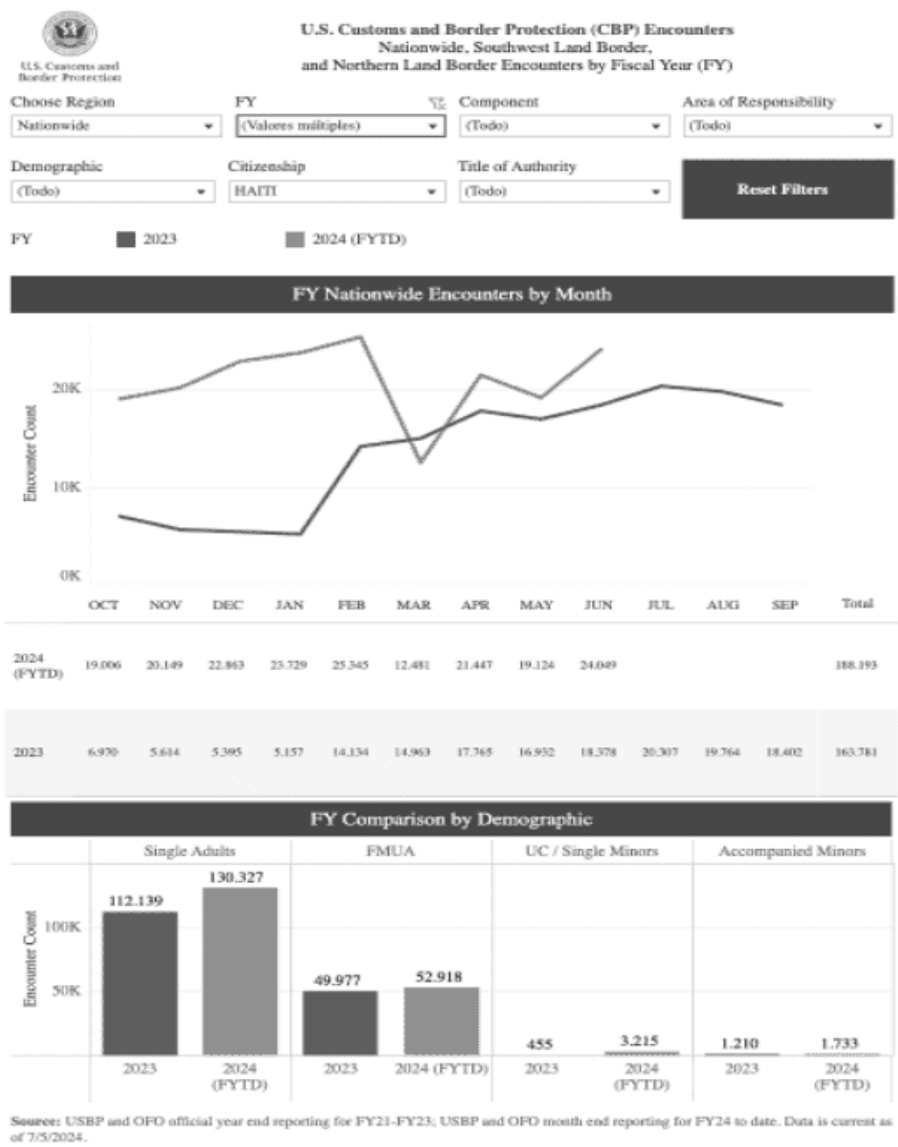 U.S. Customs and Border Protection (CBP) Encounters
Nationwide, Southwest Land Border,
and Northern Land Border Encounters by Fiscal Year (FY)
U.S. Customs and
Border Protection
Choose Region
FY
Component
Area of Responsibility
Nationwide
(Valores múltiples)
(Todo)
(Todo)
Demographic
Citizenship
Title of Authority
(Todo)
HAITI
(Todo)
Reset Filters
FY
2023
2024 (FYTD)
FY Nationwide Encounters by Month
Encounter Count
20K
10K
0K
OCT NOV DEC JAN FEB MAR APR MAY JUN JUL AUG SEP Total
2024
(FYTD)
19.006 20.149 22.863 23.729 25.345 12.481 21.447 19.124 24.049 188.193
2023 6.970 5.614 5.395 5.157 14.134 14.963 17.765 16.932 18.378 20.307 19.764 18.402 163.781
FY Comparison by Demographic
Single Adults FMUA UC / Single Minors Accompanied Minors
Encounter Count
100K
50K
112.139
130.327
49.977
52.918
455
3.215
1.210
1.733
2023
2024
(FYTD)
2023
2024 (FYTD)
2023
2024
(FYTD)
2023
2024
(FYTD)
Source: USBP and OFO official year end reporting for FY21-FY23; USBP and OFO month end reporting for FY24 to date. Data is current as
of 7/5/2024.